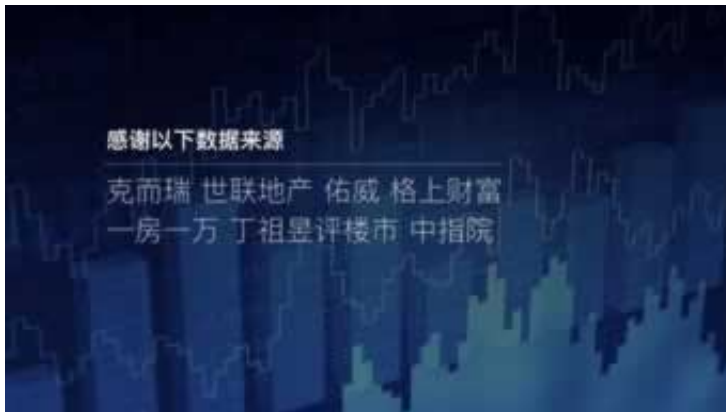 感谢以下数据来源
克而瑞 世联地产 佑威 格上财富
一房一万 丁祖昱评楼市 中指院